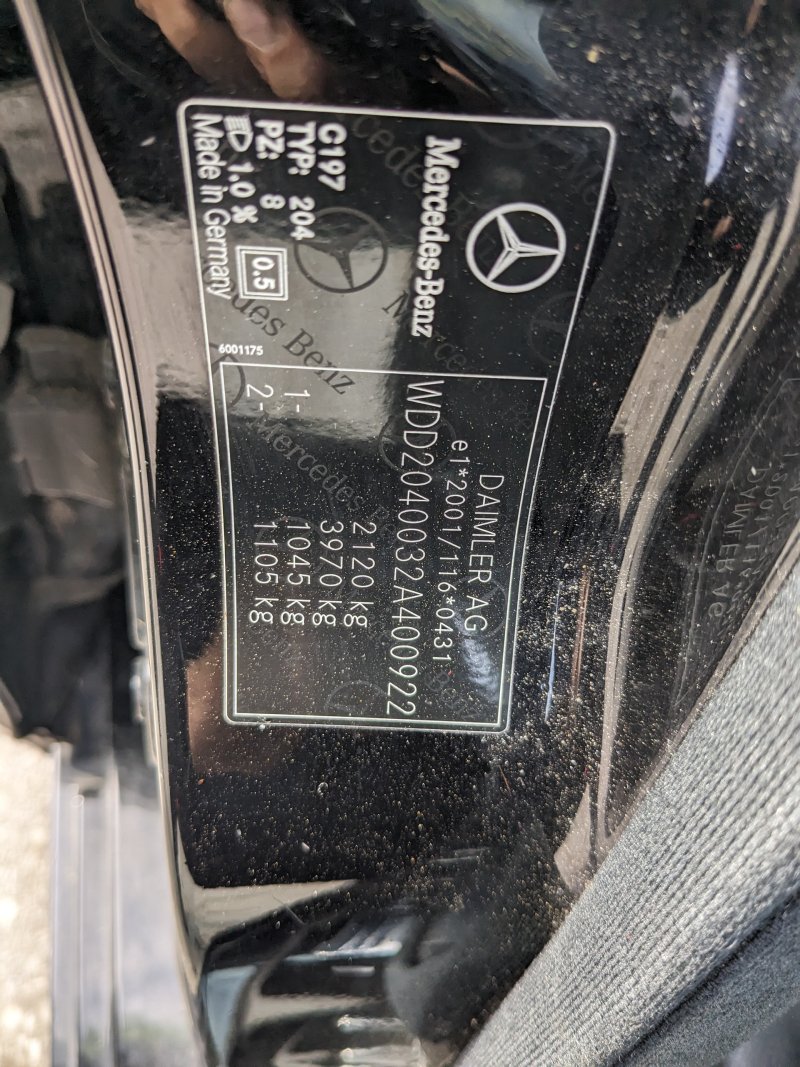 Mercedes-Benz
C197
TYP: 204
PZ: 8
1.0 % 0.5
Made in Germany
6001175
DAIMLER AG
e1*2001/116*0431
WDD2040032A400922
2120 kg
3970 kg
1- 1045 kg
2- 1105 kg